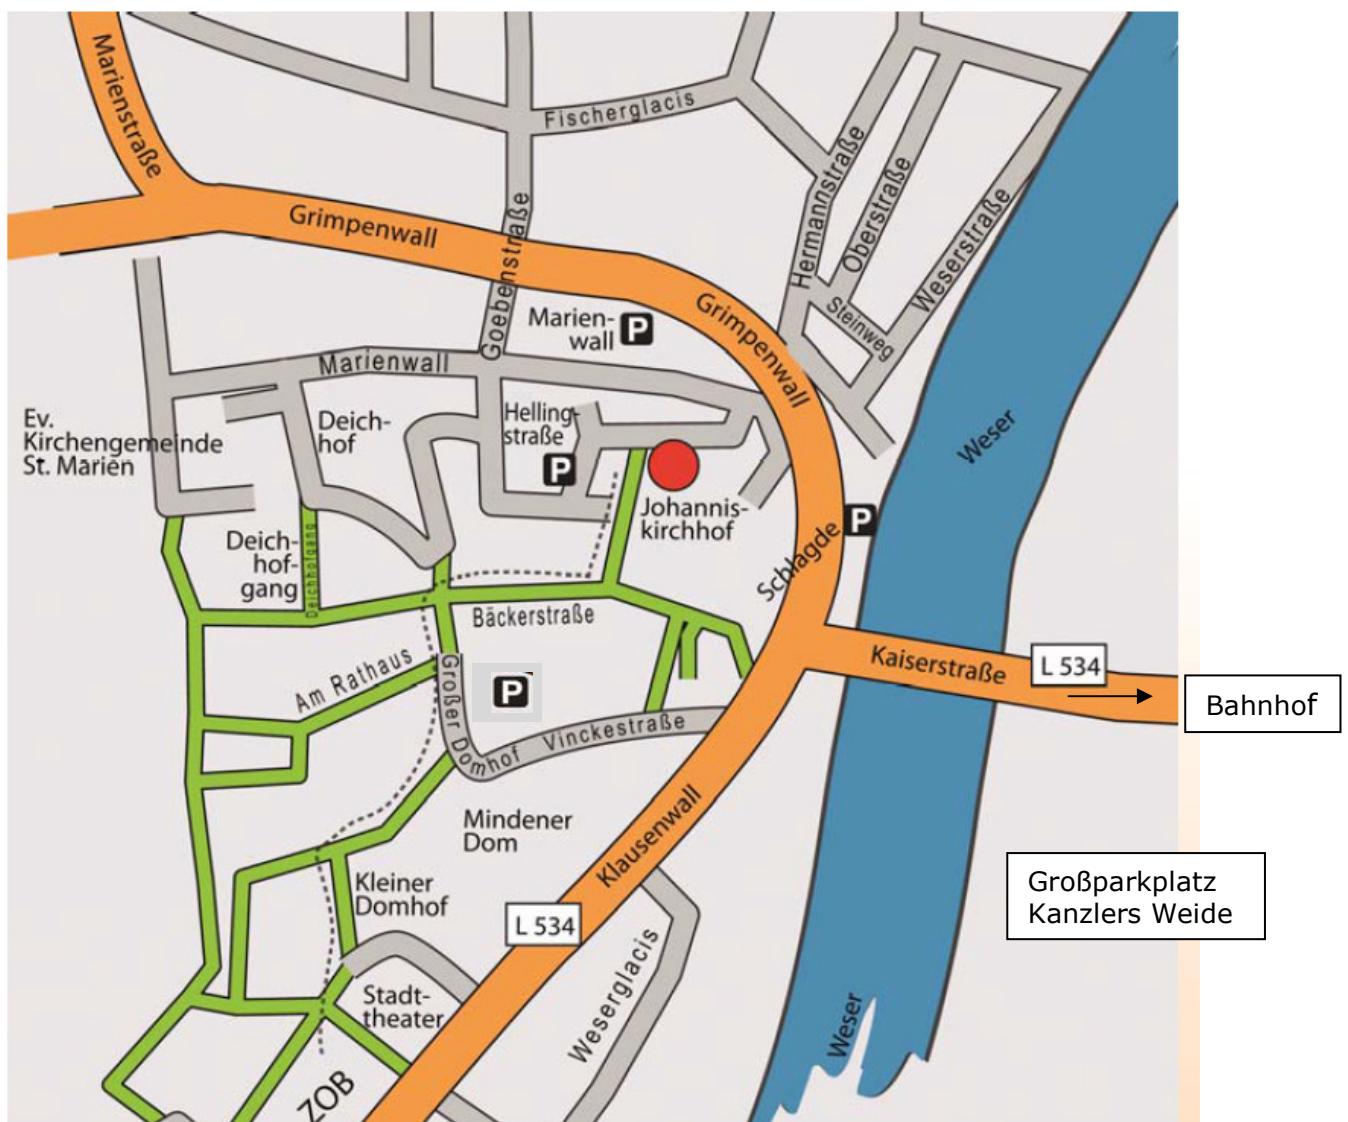 Marienstraße
Fischerglacis
Grimpenwall
Goebenstraße
Hermannstraße
Oberstraße
Weserstraße
Steinweg
Grimpenwall
Marien-
wall
P
Marienwall
Ev.
Kirchengemeinde
St. Marien
Deich-
hof
Helling-
straße
P
Weser
Johannis-
kirchhof
P
Schlagde
Deich-
hof-
gang
Deichhofgang
Bäckerstraße
Kaiserstraße
L 534
Bahnhof
Am Rathaus
Großer Domhof
P
Vinckestraße
Mindener
Dom
Klausenwall
Kleiner
Domhof
L 534
Großparkplatz
Kanzlers Weide
Weserglacis
Stadt-
theater
Weser
ZOB